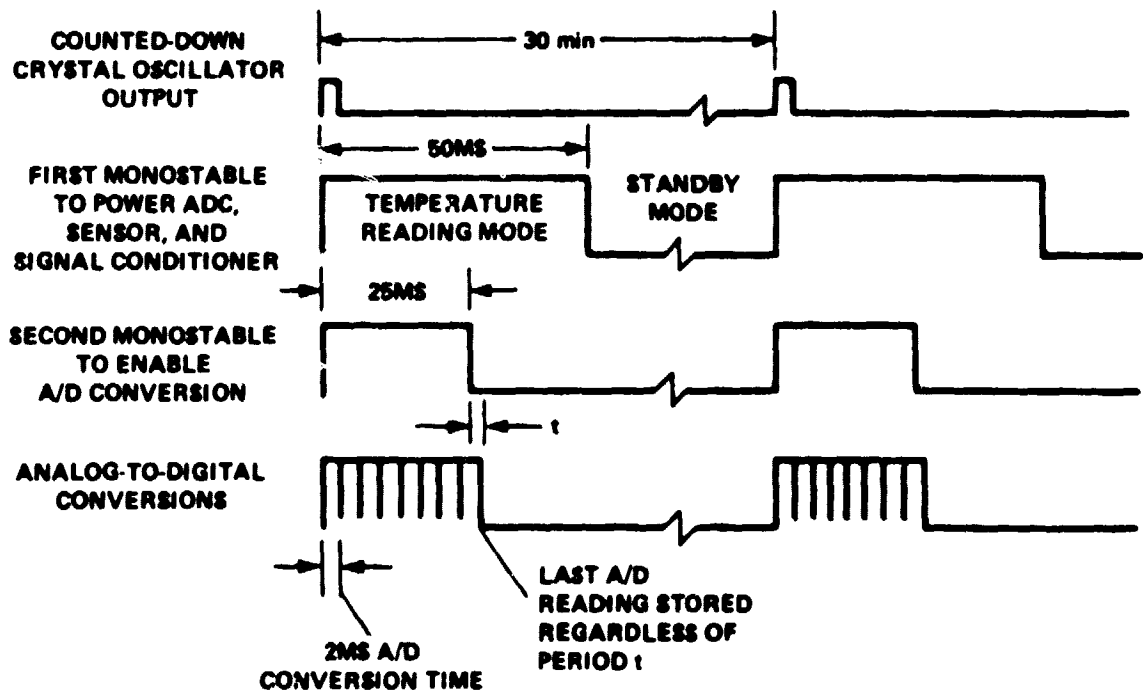 COUNTED-DOWN
CRYSTAL OSCILLATOR
OUTPUT
30 min
50MS
FIRST MONOSTABLE
TO POWER ADC,
SENSOR, AND
SIGNAL CONDITIONER
TEMPERATURE
READING MODE
STANDBY
MODE
25MS
SECOND MONOSTABLE
TO ENABLE
A/D CONVERSION
t
ANALOG-TO-DIGITAL
CONVERSIONS
LAST A/D
READING STORED
REGARDLESS OF
PERIOD t
2MS A/D
CONVERSION TIME